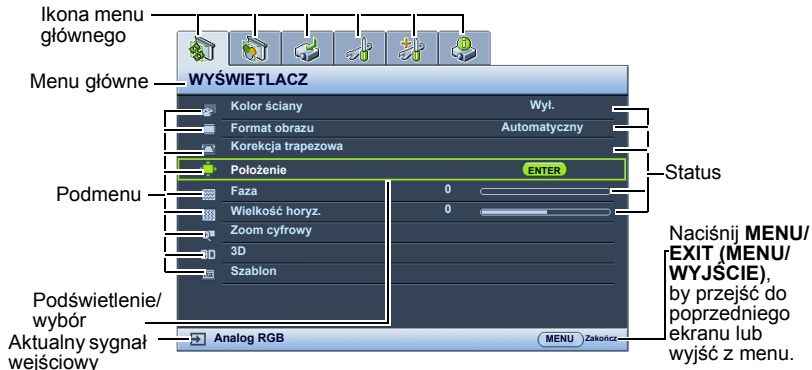 Ikona menu
głównego
Menu główne
WYŚWIETLACZ
Kolor ściany Wył.
Format obrazu Automatyczny
Korekcja trapezowa
Położenie ENTER
Faza 0
Wielkość horyz. 0
Zoom cyfrowy
3D
Szablon
Podmenu
Status
Podświetlenie/
wybór
Aktualny sygnał
wejściowy
Analog RGB
MENU Zakończ
Naciśnij MENU/
EXIT (MENU/
WYJŚCIE),
by przejść do
poprzedniego
ekranu lub
wyjść z menu.